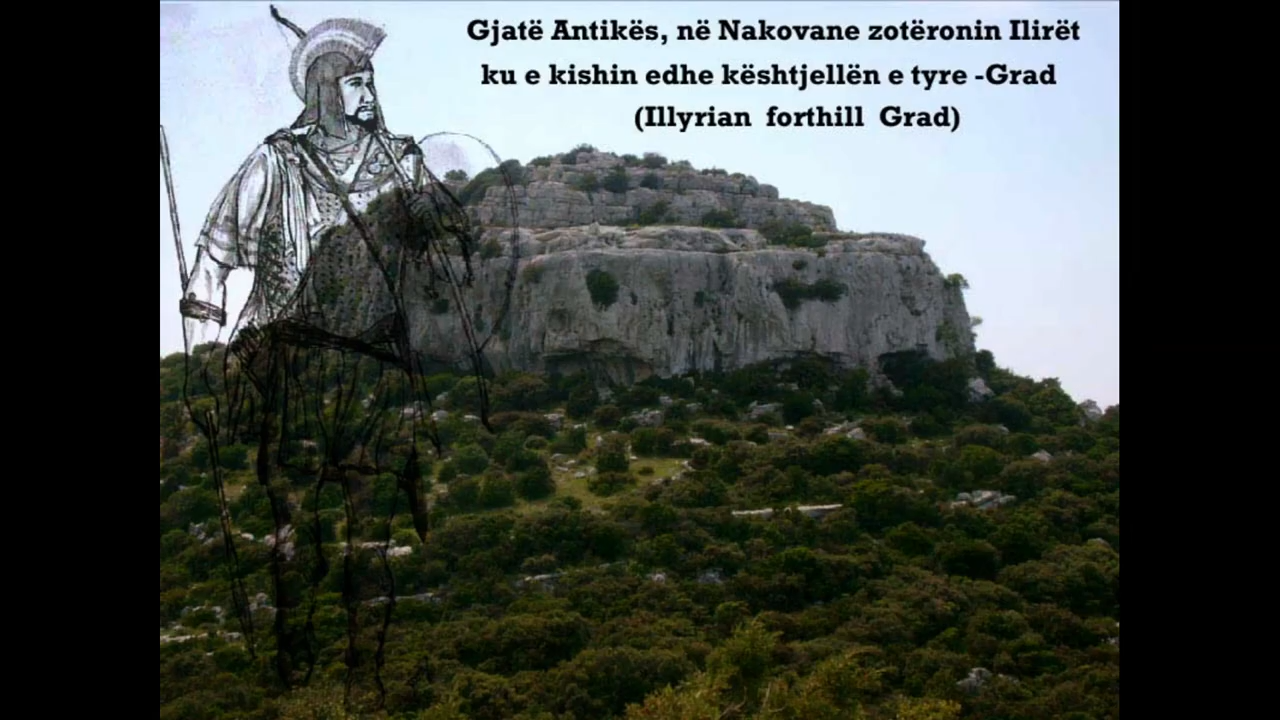 Gjatë Antikës, në Nakovane zotëronin Ilirët
ku e kishin edhe kështjellën e tyre -Grad
(Illyrian forthill Grad)